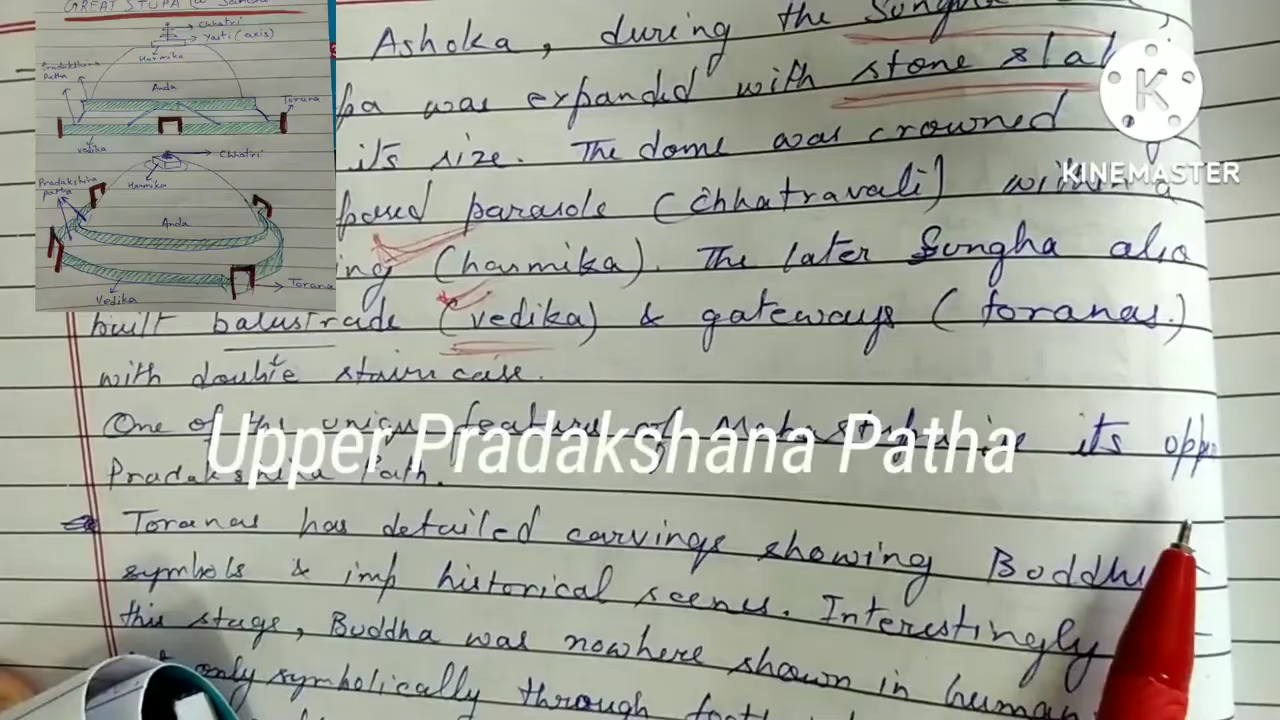 GREAT STUPA @ Sanchi
Chhatri
Yasti (axis)
Harmika
Pradakshina
Patha
Anda
Torana
Vedika
Chhatri
Pradakshina
patha
Harmika
Anda
Torana
Vedika
Ashoka, during the Sungha
pa was expanded with stone slab
its size. The dome was crowned
posed parasole (chhatravali) within a
ing (harmika). The later Sungha also
built balustrade (vedika) & gateways (toranas.)
with double staircase.
One of the unique feature of Mahastupa is its upper
Pradakshina Path.
Toranas has detailed carvings showing Buddhi
symbols & imp historical scenes. Interestingly
this stage, Buddha was nowhere shown in human
only symbolically through
Upper Pradakshana Patha
K
KINEMASTER